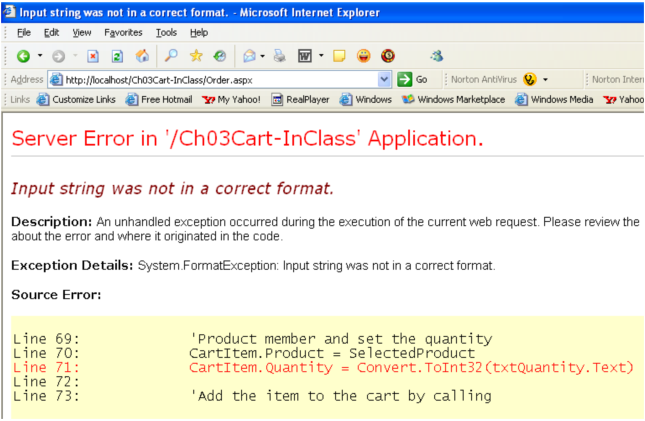 Input string was not in a correct format. - Microsoft Internet Explorer
File Edit View Favorites Tools Help
Address http://localhost/Ch03Cart-InClass/Order.aspx Go Norton AntiVirus Norton Inter
Links Customize Links Free Hotmail My Yahoo! RealPlayer Windows Windows Marketplace Windows Media Yahoo
Server Error in '/Ch03Cart-InClass' Application.
Input string was not in a correct format.
Description: An unhandled exception occurred during the execution of the current web request. Please review the
about the error and where it originated in the code.
Exception Details: System.FormatException: Input string was not in a correct format.
Source Error:
Line 69: 'Product member and set the quantity
Line 70: CartItem.Product = SelectedProduct
Line 71: CartItem.Quantity = Convert.ToInt32(txtQuantity.Text)
Line 72:
Line 73: 'Add the item to the cart by calling